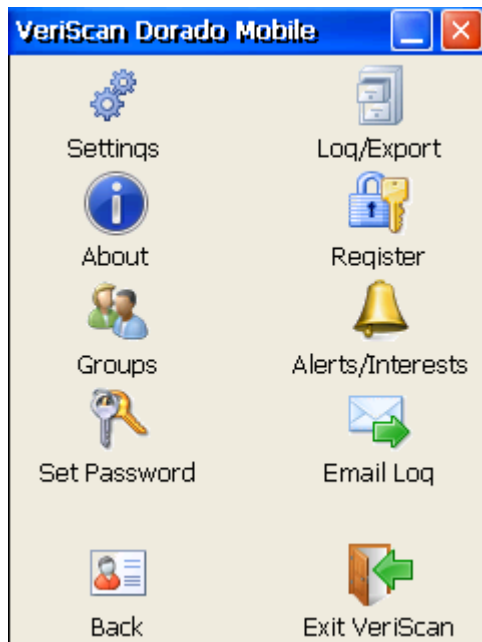 VeriScan Dorado Mobile
Settings Log/Export
About Register
Groups Alerts/Interests
Set Password Email Log
Back Exit VeriScan